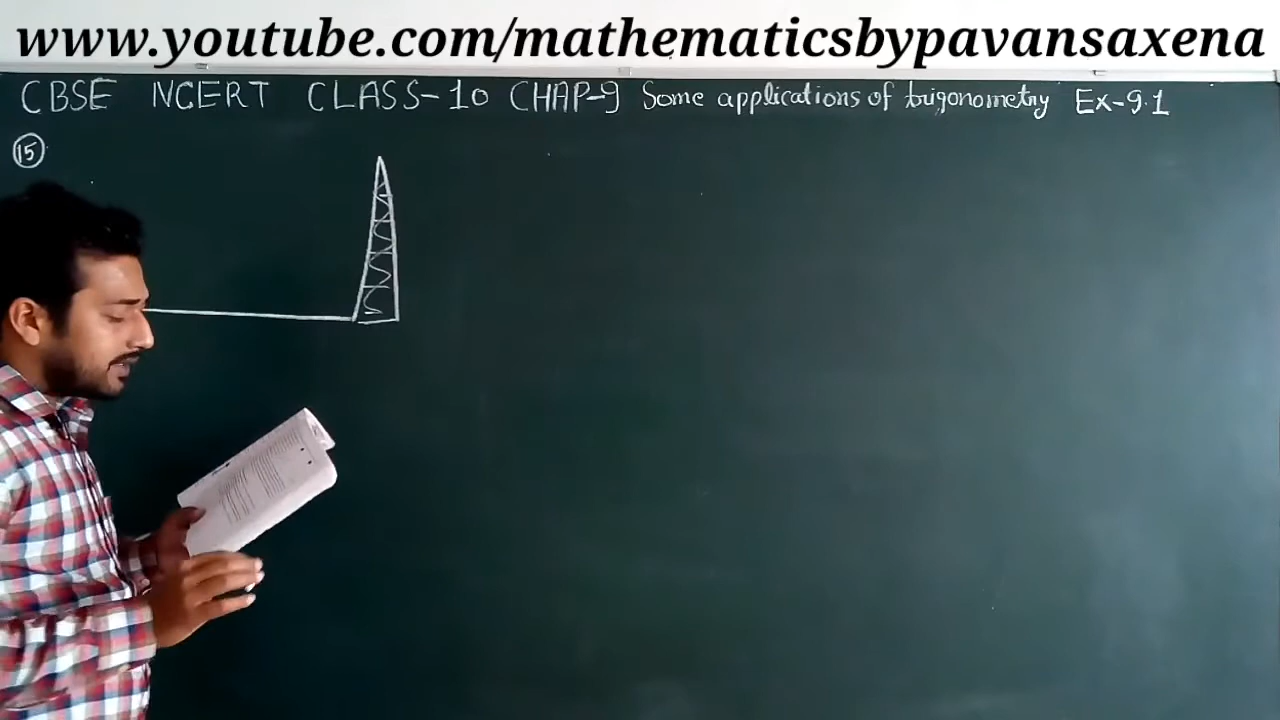 www.youtube.com/mathematicsbypavansaxena
CBSE NCERT CLASS-10 CHAP-9 Some applications of trigonometry Ex-9.1
15